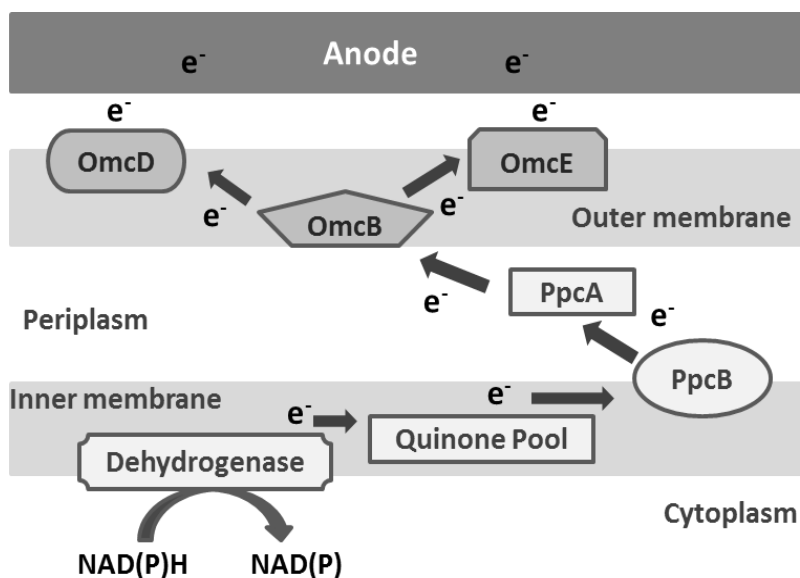 e-
Anode
e-
e-
e-
OmcD
OmcE
e-
OmcB
e-
Outer membrane
PpcA
e-
e-
Periplasm
PpcB
Inner membrane
e-
e-
Quinone Pool
Dehydrogenase
Cytoplasm
NAD(P)H
NAD(P)